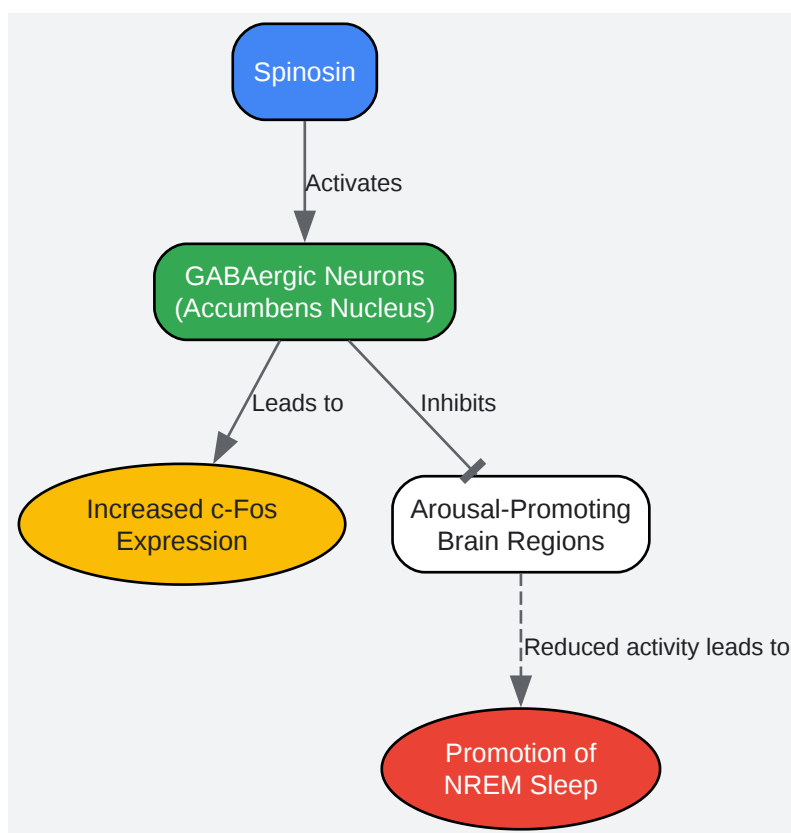 Spinosin
Activates
GABAergic Neurons
(Accumbens Nucleus)
Leads to
Inhibits
Increased c-Fos
Expression
Arousal-Promoting
Brain Regions
Reduced activity leads to
Promotion of
NREM Sleep